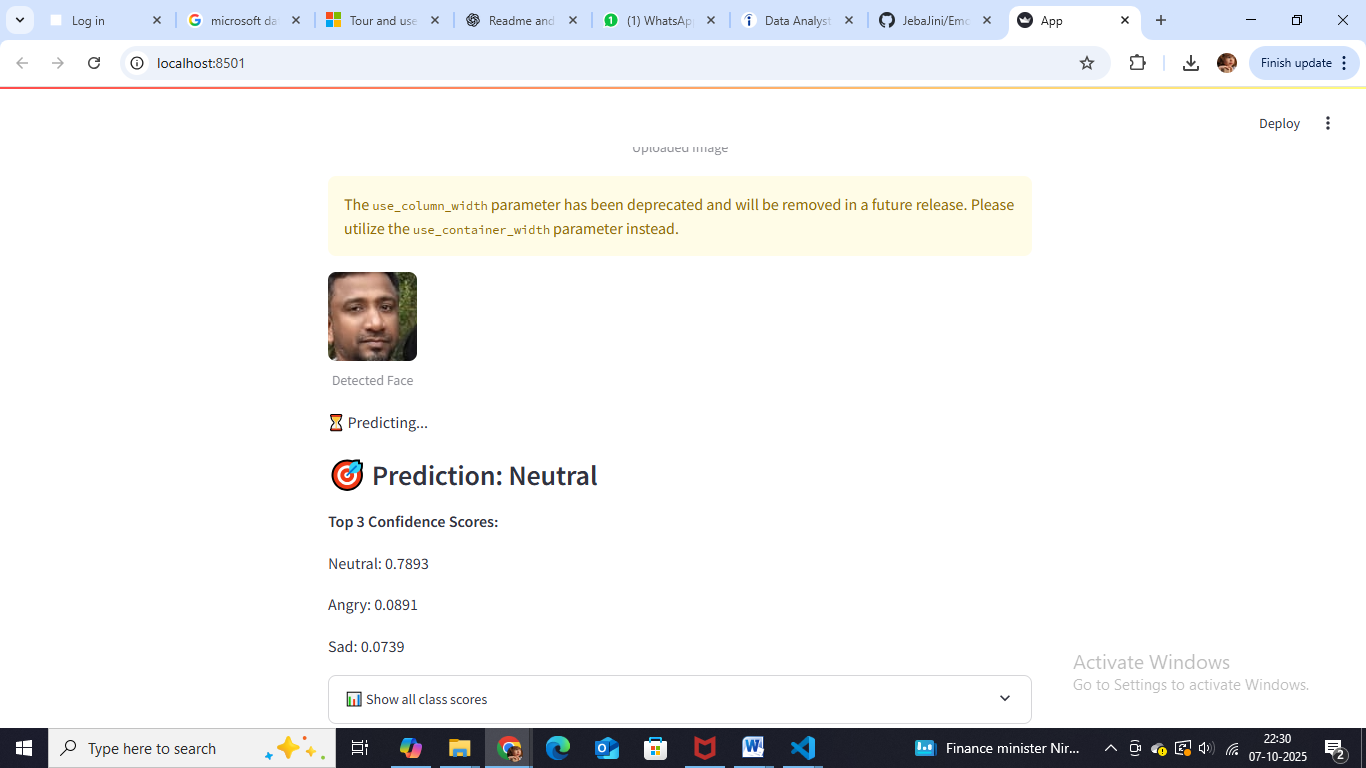 Log in
microsoft da
Tour and use
Readme and
(1) WhatsApp
Data Analyst
JebaJini/Emo
App
localhost:8501
Finish update
Deploy
Uploaded Image
The use_column_width parameter has been deprecated and will be removed in a future release. Please
utilize the use_container_width parameter instead.
Detected Face
⏳ Predicting...
🎯 Prediction: Neutral
Top 3 Confidence Scores:
Neutral: 0.7893
Angry: 0.0891
Sad: 0.0739
📊 Show all class scores
Activate Windows
Go to Settings to activate Windows.
Type here to search
Finance minister Nir...
22:30
07-10-2025
2